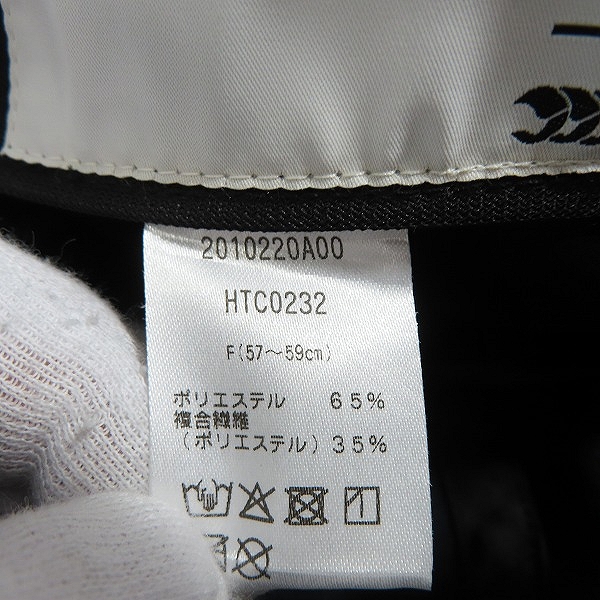 2010220A00
HTC0232
F(57～59cm)
ポリエステル 65%
複合繊維
(ポリエステル) 35%